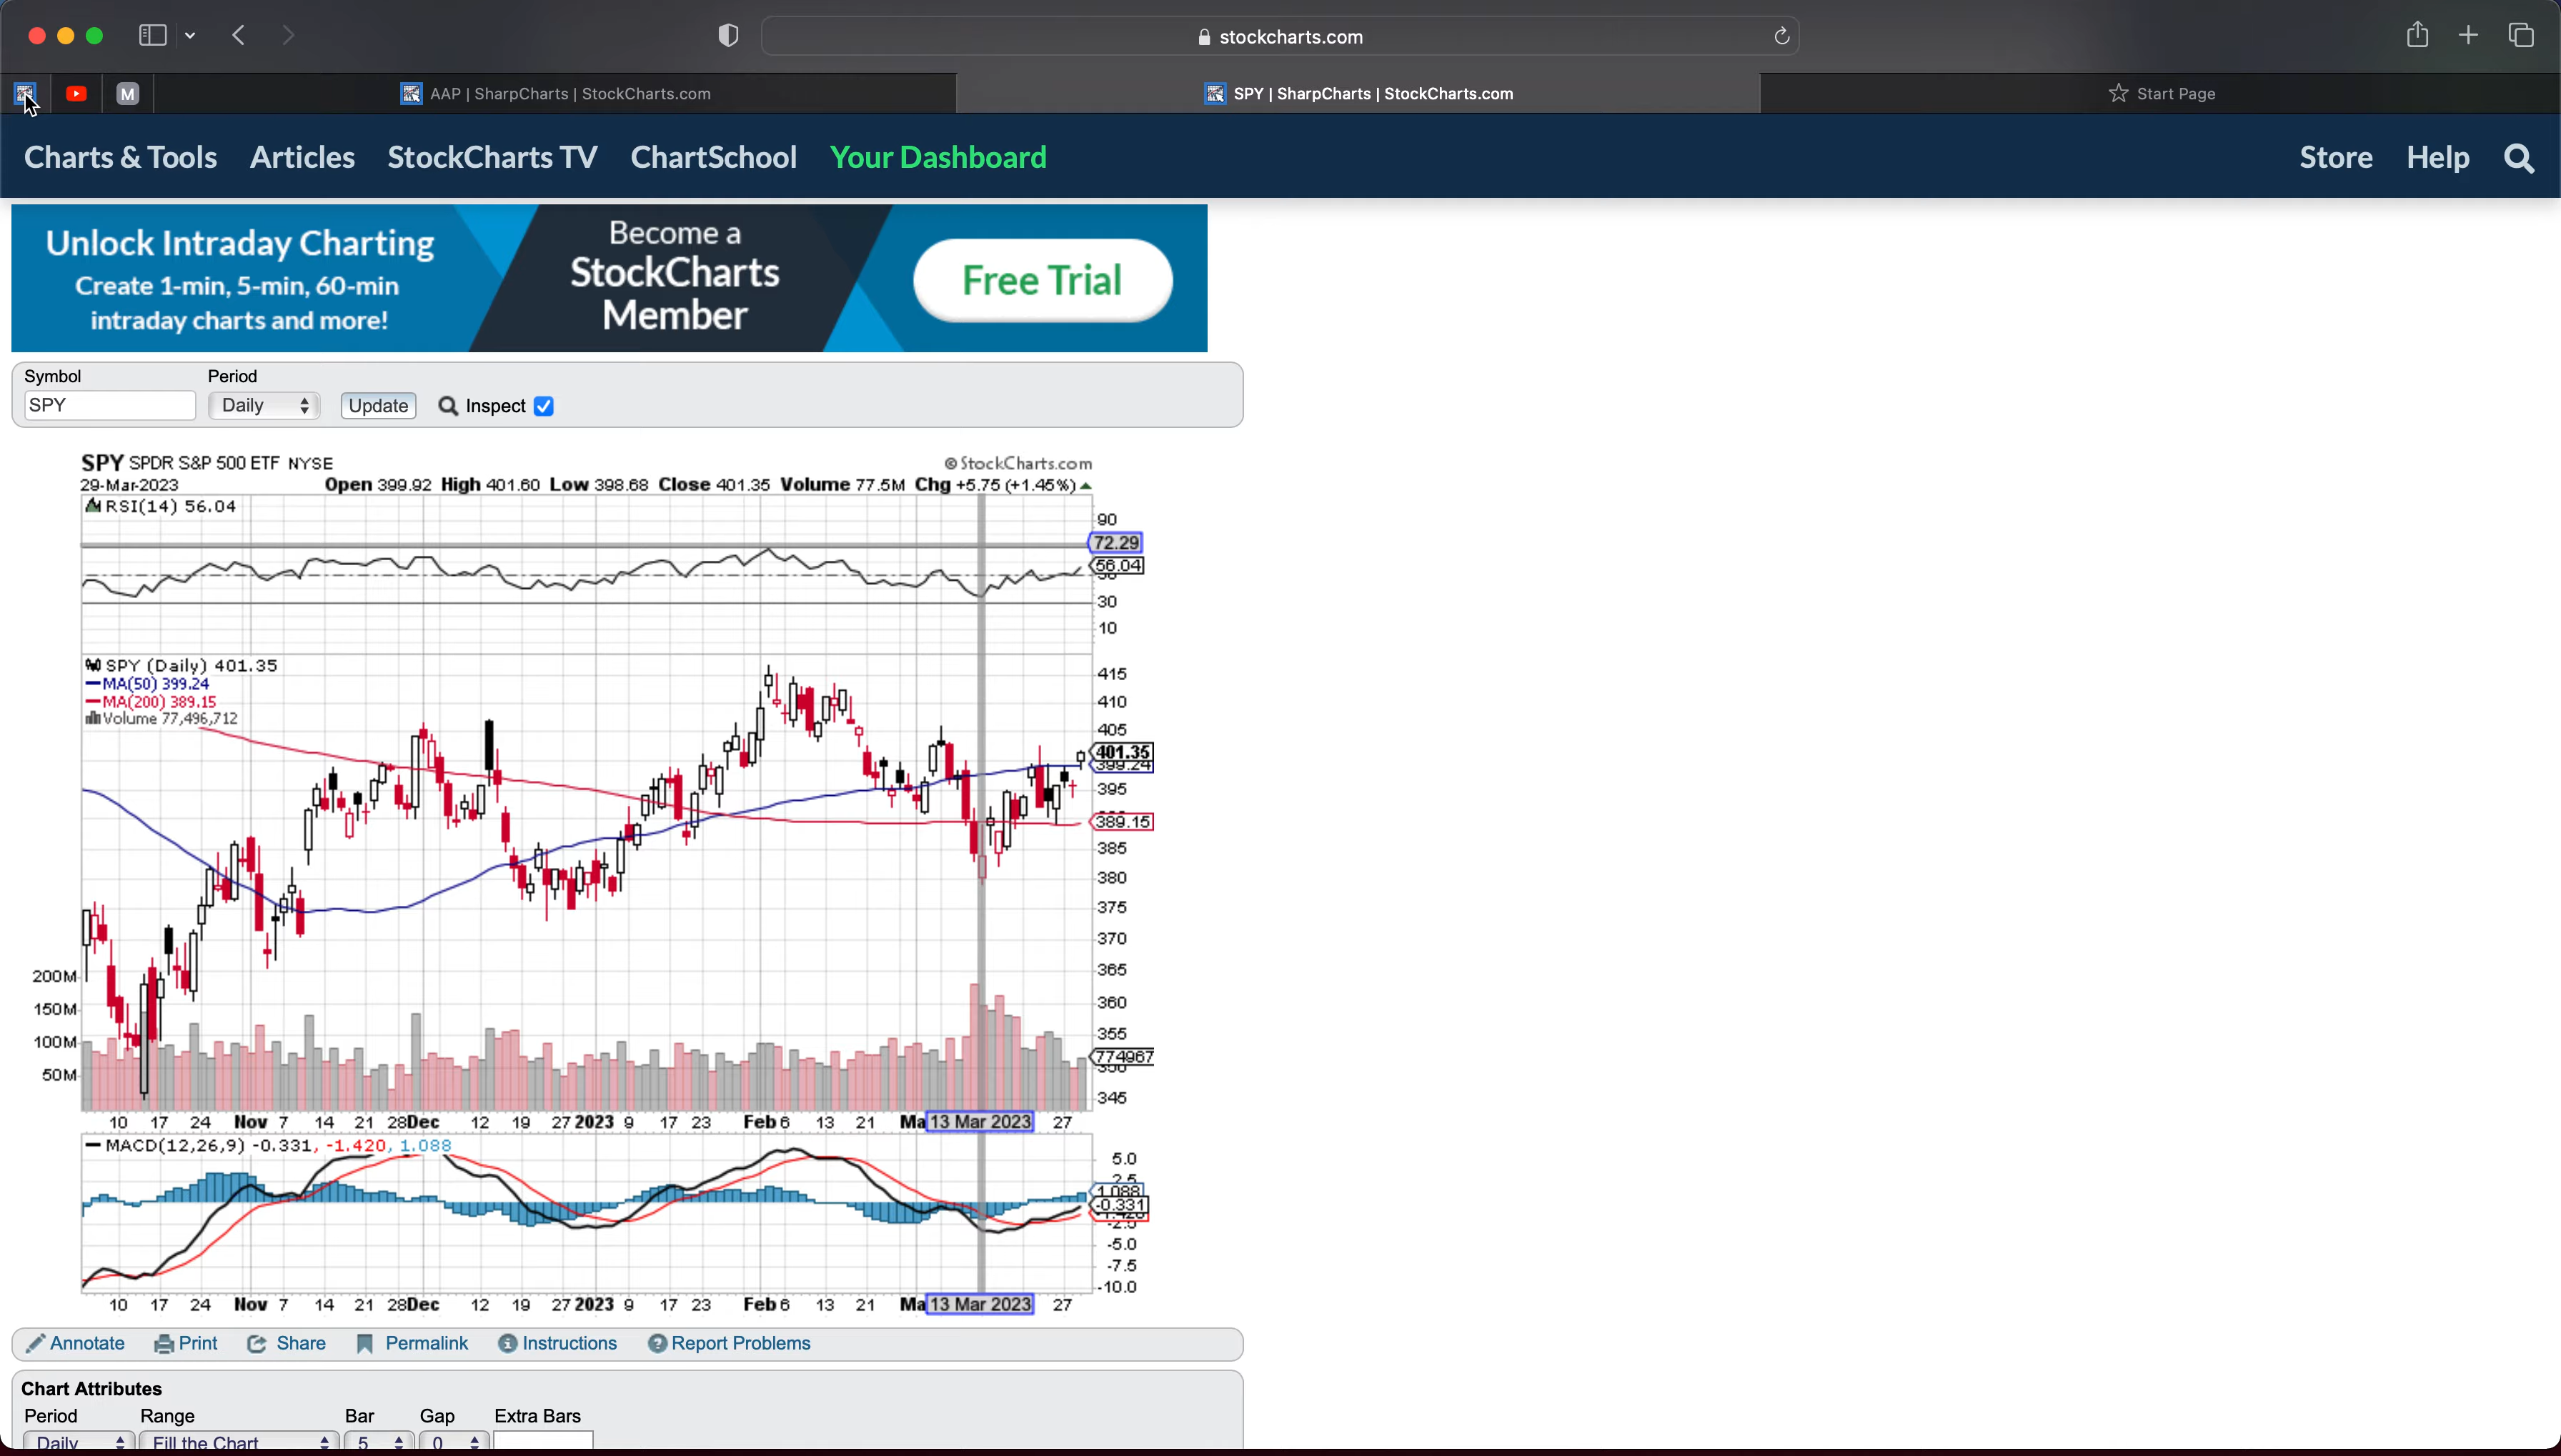 stockcharts.com
M
AAP | SharpCharts | StockCharts.com
SPY | SharpCharts | StockCharts.com
Start Page
Charts & Tools Articles StockCharts TV ChartSchool Your Dashboard Store Help
Unlock Intraday Charting
Create 1-min, 5-min, 60-min
intraday charts and more!
Become a
StockCharts
Member
Free Trial
Symbol Period
SPY Daily Update Inspect
SPY SPDR S&P 500 ETF NYSE © StockCharts.com
29-Mar-2023 Open 399.92 High 401.60 Low 398.68 Close 401.35 Volume 77.5M Chg +5.75 (+1.45%)
RSI(14) 56.04
90
72.29
56.04
30
10
SPY (Daily) 401.35
MA(50) 399.24
MA(200) 389.15
Volume 77,496,712
415
410
405
401.35
399.24
395
389.15
385
380
375
370
365
360
355
774967
345
200M
150M
100M
50M
10 17 24 Nov 7 14 21 28 Dec 12 19 27 2023 9 17 23 Feb 6 13 21 Ma 13 Mar 2023 27
MACD(12,26,9) -0.331, -1.420, 1.088
5.0
2.5
1.088
-0.331
-2.5
-5.0
-7.5
-10.0
10 17 24 Nov 7 14 21 28 Dec 12 19 27 2023 9 17 23 Feb 6 13 21 Ma 13 Mar 2023 27
Annotate Print Share Permalink Instructions Report Problems
Chart Attributes
Period Range Bar Gap Extra Bars
Daily Fill the Chart 5 0